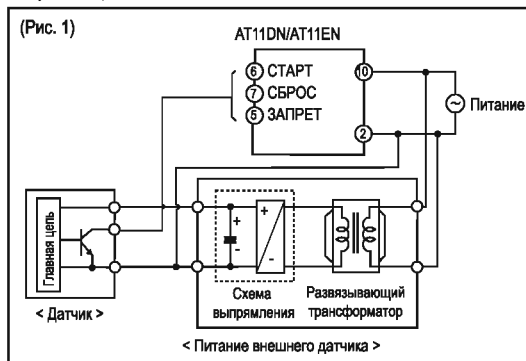 (Рис. 1)
AT11DN/AT11EN
6 СТАРТ
7 СБРОС
5 ЗАПРЕТ
10
2
~ Питание
Главная цепь
+
-
+
-
< Датчик >
Схема
выпрямления
Развязывающий
трансформатор
< Питание внешнего датчика >